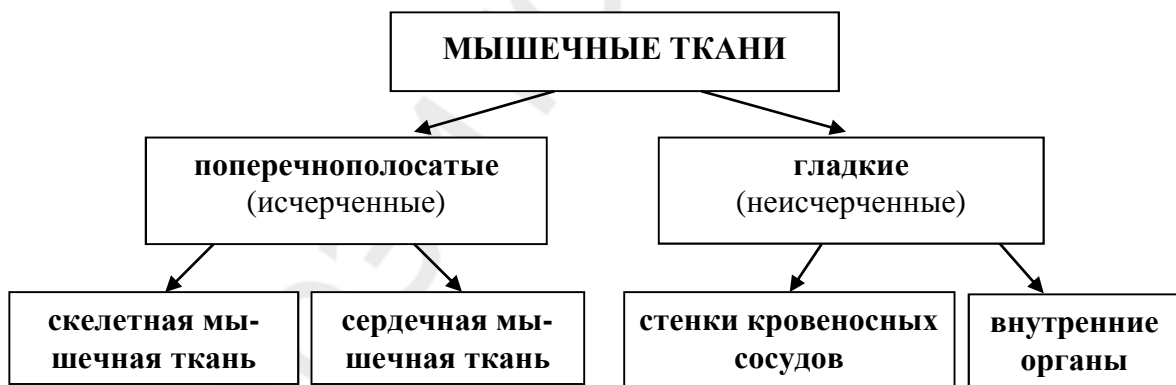 МЫШЕЧНЫЕ ТКАНИ
поперечнополосатые
(исчерченные)
гладкие
(неисчерченные)
скелетная мы-
шечная ткань
сердечная мы-
шечная ткань
стенки кровеносных
сосудов
внутренние
органы